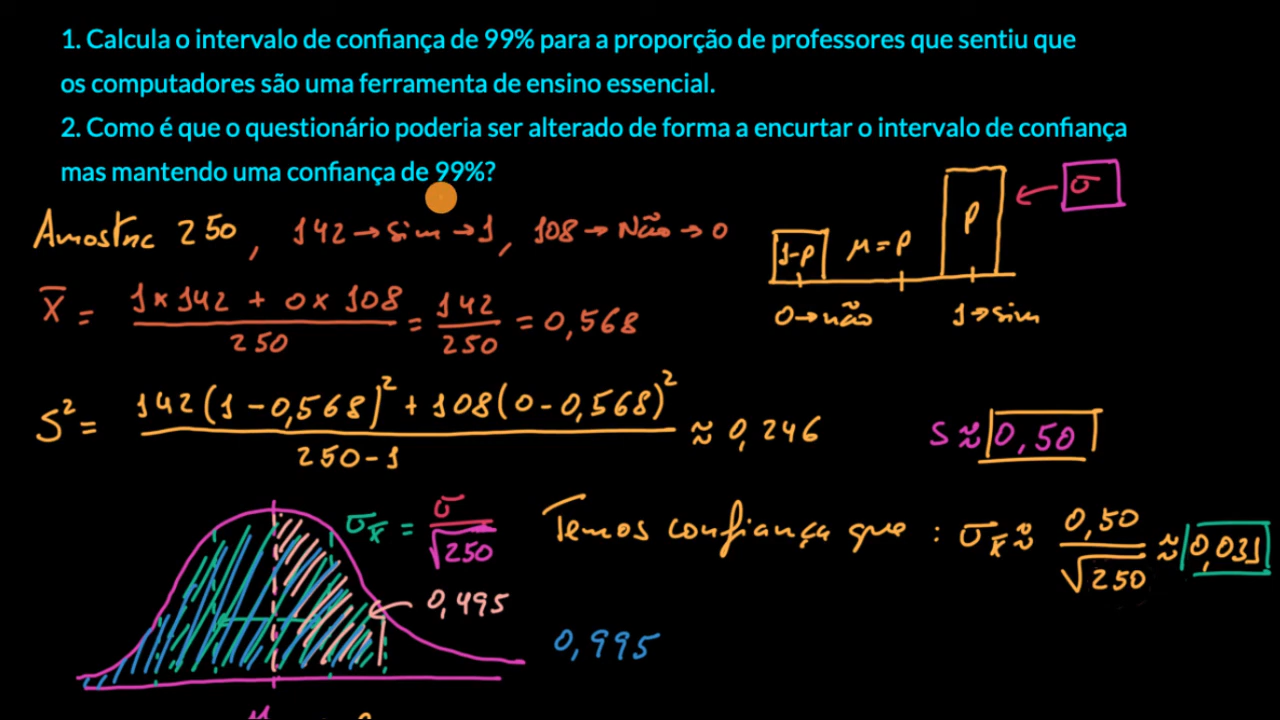 1. Calcula o intervalo de confiança de 99% para a proporção de professores que sentiu que
os computadores são uma ferramenta de ensino essencial.
2. Como é que o questionário poderia ser alterado de forma a encurtar o intervalo de confiança
mas mantendo uma confiança de 99%?
Amostra 250, 142→Sim→1, 108→Não→0
1-p μ=p p ← σ
0→não 1→sim
x̄ = (1×142 + 0×108)/250 = 142/250 = 0,568
S² = (142(1-0,568)² + 108(0-0,568)²)/(250-1) ≈ 0,246
S ≈ 0,50
σx̄ = σ/√250
Temos confiança que : σx̄ ≈ 0,50/√250 ≈ 0,031
0,495
0,995